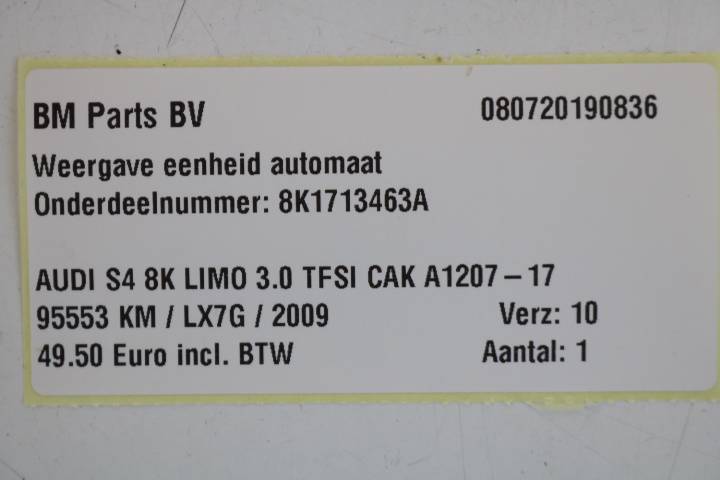 BM Parts BV 080720190836
Weergave eenheid automaat
Onderdeelnummer: 8K1713463A
AUDI S4 8K LIMO 3.0 TFSI CAK A1207 – 17
95553 KM / LX7G / 2009 Verz: 10
49.50 Euro incl. BTW Aantal: 1